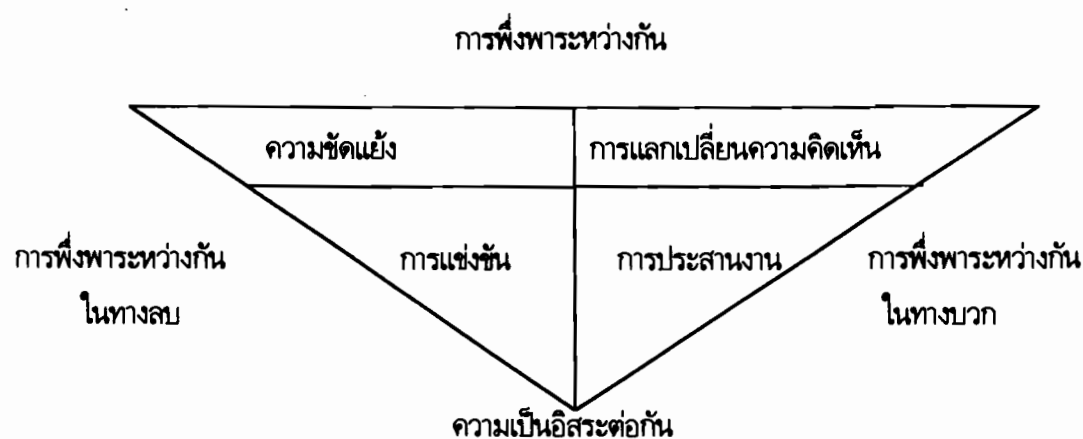 การพึ่งพาระหว่างกัน
ความขัดแย้ง
การแลกเปลี่ยนความคิดเห็น
การพึ่งพาระหว่างกัน
ในทางลบ
การแข่งขัน
การประสานงาน
การพึ่งพาระหว่างกัน
ในทางบวก
ความเป็นอิสระต่อกัน